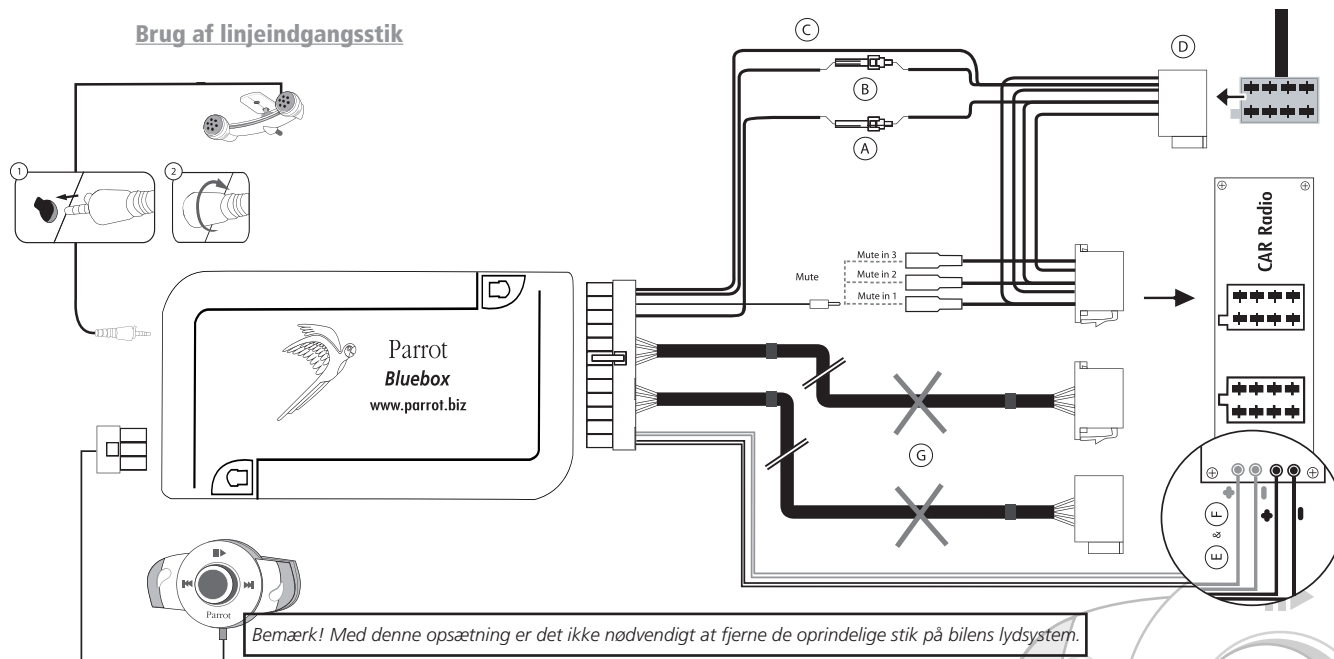 Brug af linjeindgangsstik
C
D
B
A
1
2
CAR Radio
Mute in 3
Mute
Mute in 2
Mute in 1
Parrot
Bluebox
www.parrot.biz
G
E & F
Parrot
Bemærk! Med denne opsætning er det ikke nødvendigt at fjerne de oprindelige stik på bilens lydsystem.